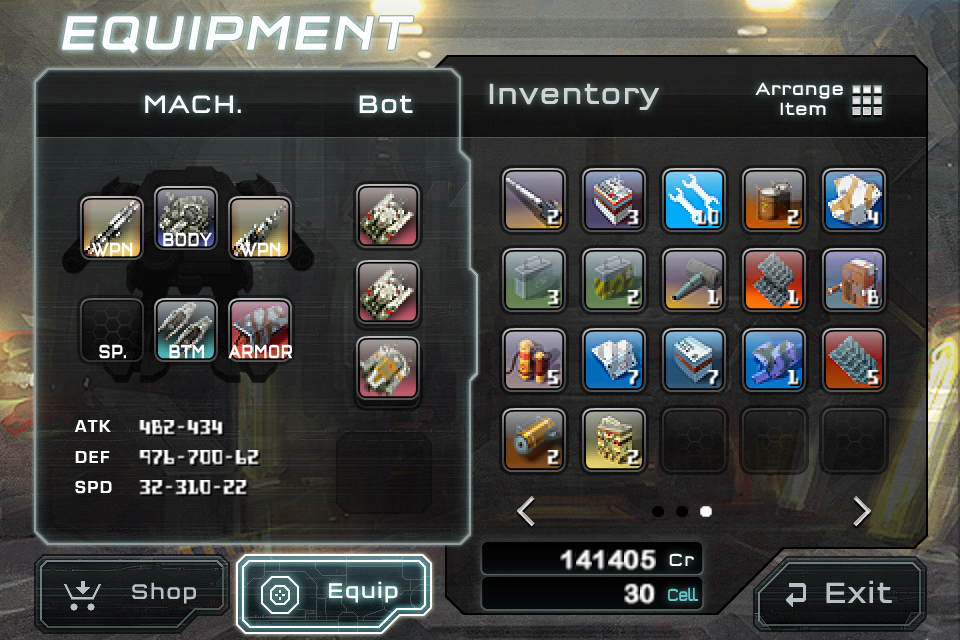 EQUIPMENT
MACH.
Bot
Inventory
Arrange
Item
WPN
BODY
WPN
SP.
BTM
ARMOR
2
3
10
2
4
3
2
1
1
5
7
7
1
5
2
2
ATK 482-434
DEF 976-700-62
SPD 32-310-22
141405 Cr
30 Cell
Shop
Equip
Exit